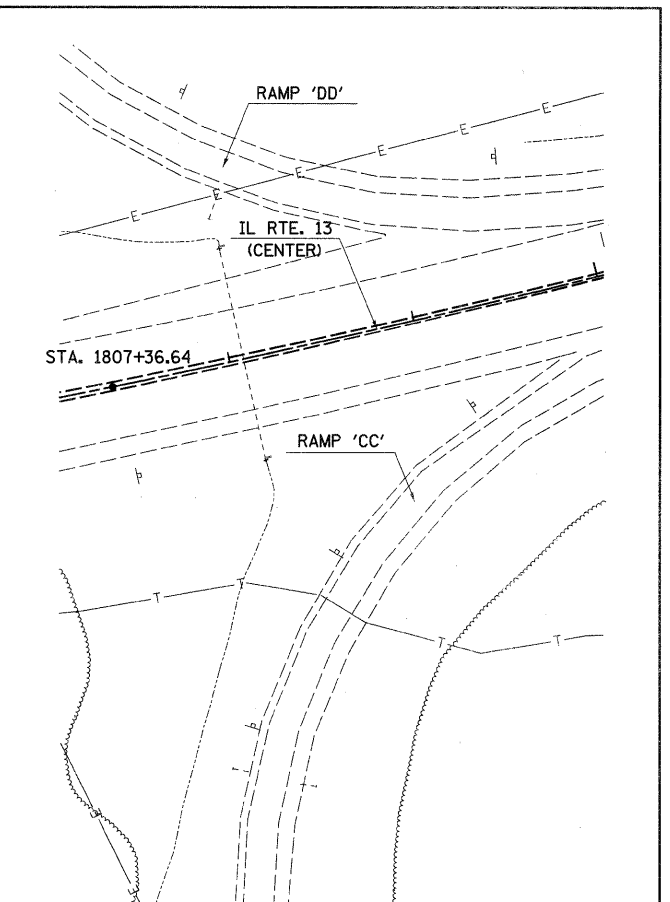 RAMP 'DD'
E
E
E
E
E
E
IL RTE. 13
(CENTER)
STA. 1807+36.64
RAMP 'CC'
T
T
T
T
E
E